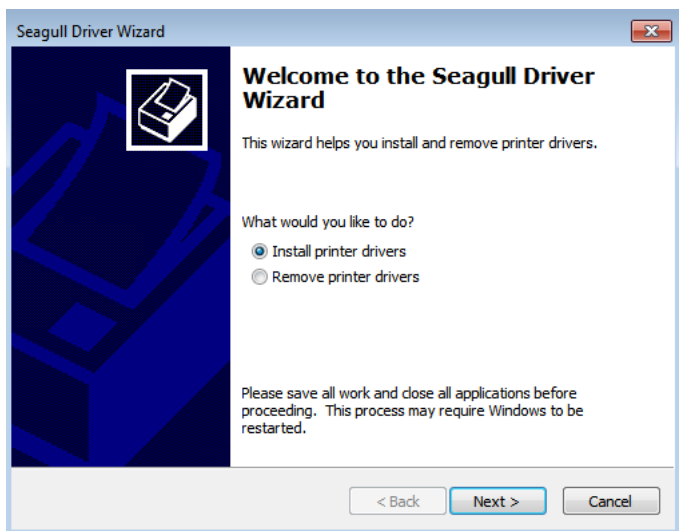 Seagull Driver Wizard
Welcome to the Seagull Driver
Wizard
This wizard helps you install and remove printer drivers.
What would you like to do?
Install printer drivers
Remove printer drivers
Please save all work and close all applications before
proceeding.  This process may require Windows to be
restarted.
< Back
Next >
Cancel